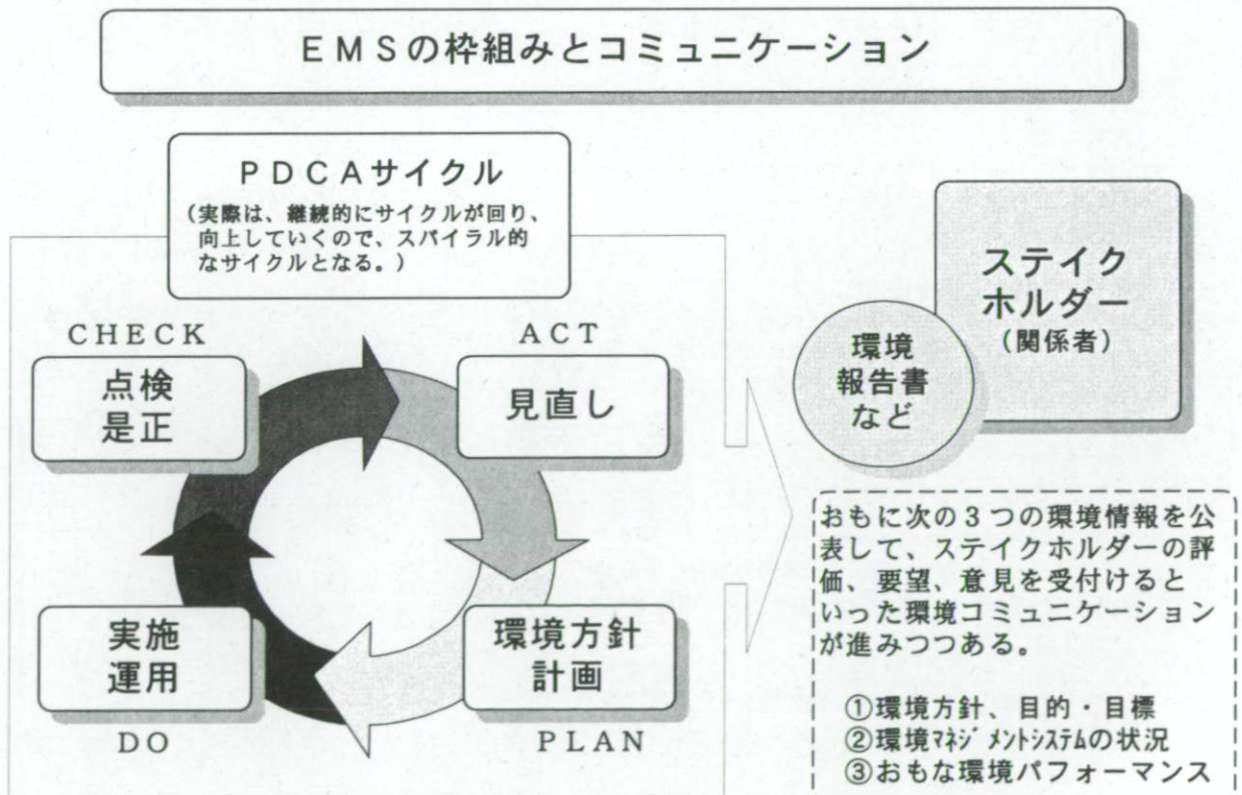 EMSの枠組みとコミュニケーション
PDCAサイクル
(実際は、継続的にサイクルが回り、
向上していくので、スパイラル的
なサイクルとなる。)
CHECK
点検
是正
ACT
見直し
実施
運用
DO
環境方針
計画
PLAN
ステイク
ホルダー
(関係者)
環境
報告書
など
おもに次の3つの環境情報を公
表して、ステイクホルダーの評
価、要望、意見を受付けると
いった環境コミュニケーション
が進みつつある。
①環境方針、目的・目標
②環境マネジメントシステムの状況
③おもな環境パフォーマンス